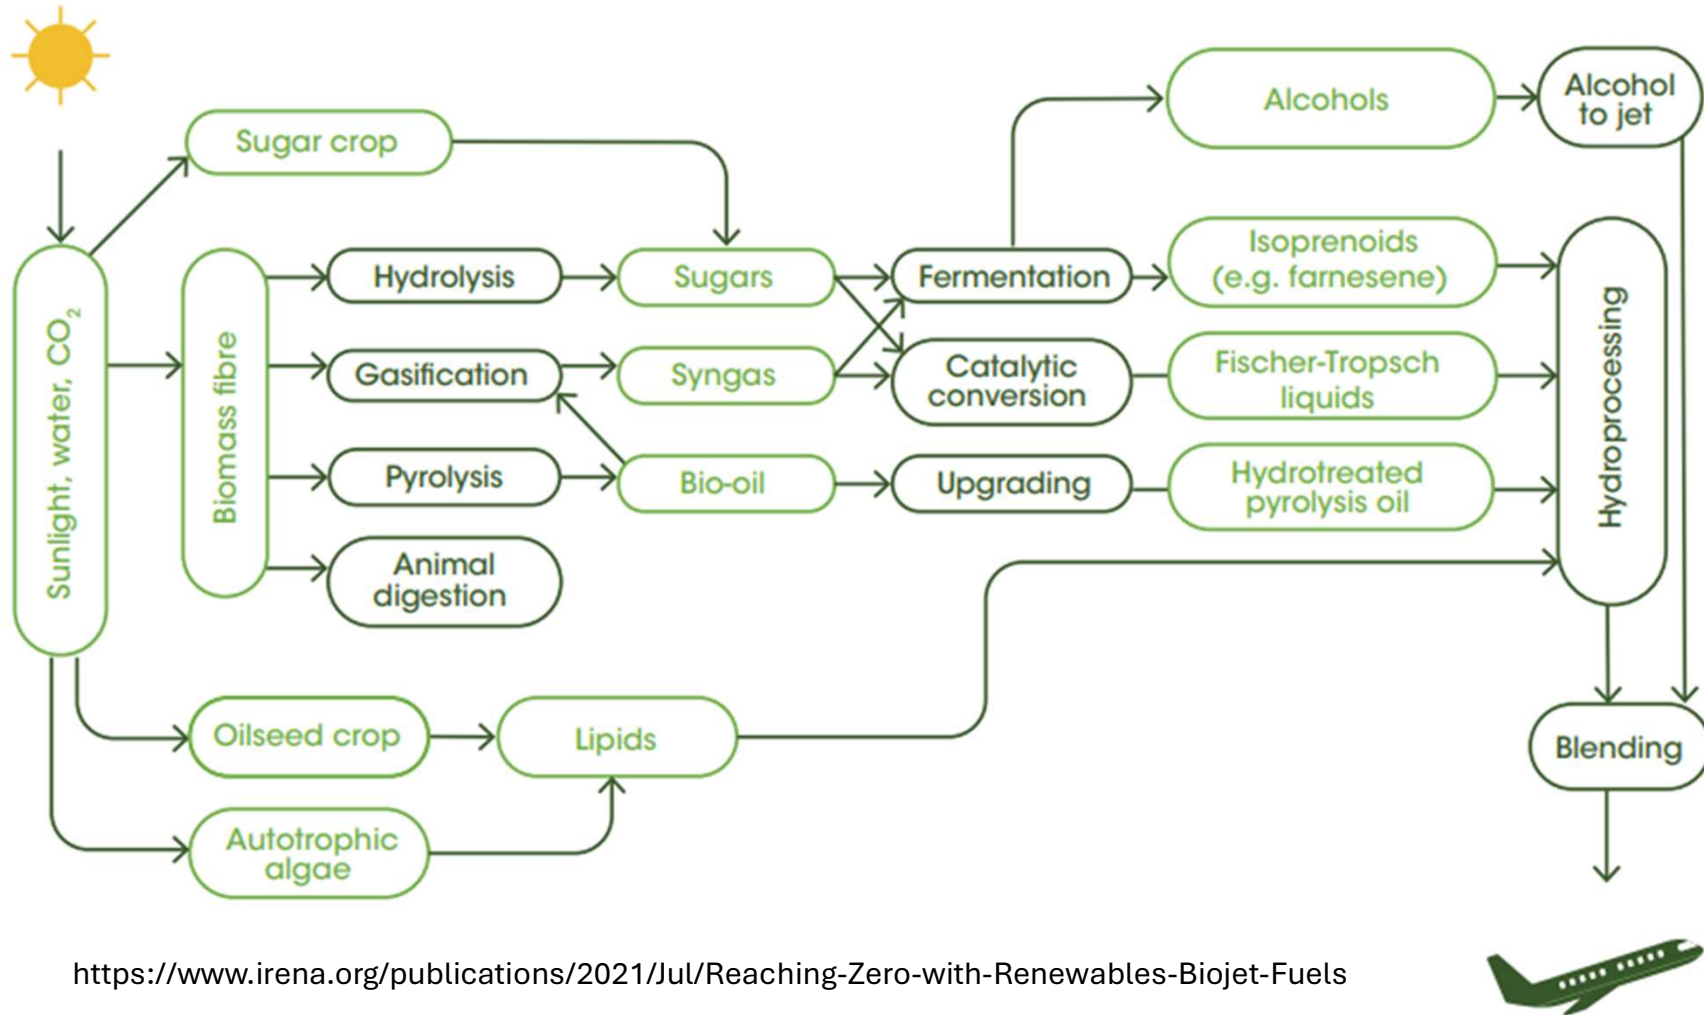 Sunlight, water, CO₂
Sugar crop
Biomass fibre
Hydrolysis
Gasification
Pyrolysis
Animal
digestion
Sugars
Syngas
Bio-oil
Fermentation
Catalytic
conversion
Upgrading
Alcohols
Alcohol
to jet
Isoprenoids
(e.g. farnesene)
Fischer-Tropsch
liquids
Hydrotreated
pyrolysis oil
Hydroprocessing
Oilseed crop
Lipids
Autotrophic
algae
Blending
https://www.irena.org/publications/2021/Jul/Reaching-Zero-with-Renewables-Biojet-Fuels